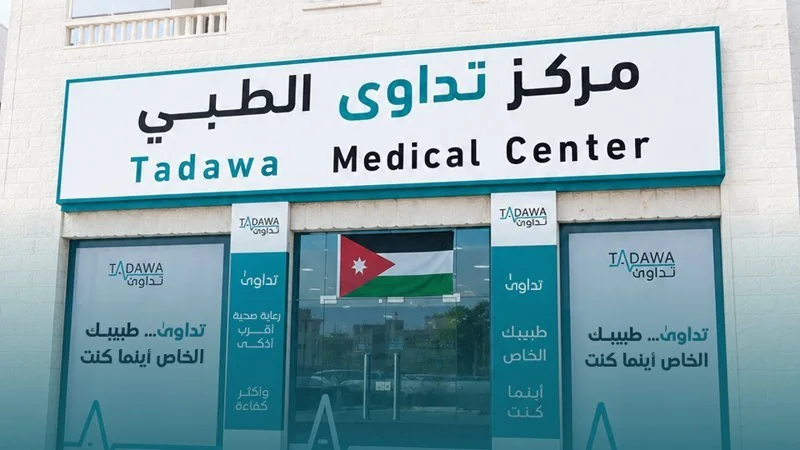 مركز تداوى الطبي
Tadawa Medical Center
TADAWA
تداوى
تداوى... طبيبك
الخاص أينما كنت
TADAWA
تداوى
تداوى
رعاية صحية
أقرب
أذكى
وأكثر
كفاءة
TADAWA
تداوى
تداوى
طبيبك
الخاص
أينما
كنت
TADAWA
تداوى
تداوى... طبيبك
الخاص أينما كنت